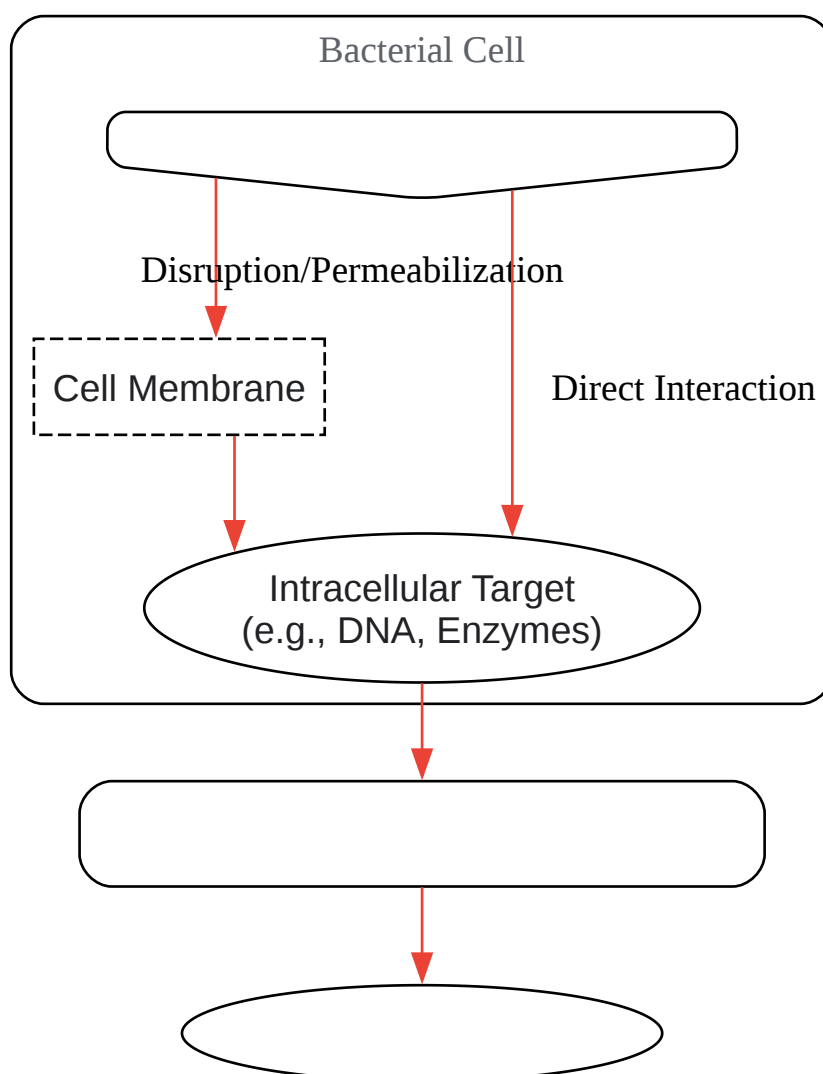 Bacterial Cell
Disruption/Permeabilization
Cell Membrane
Direct Interaction
Intracellular Target
(e.g., DNA, Enzymes)